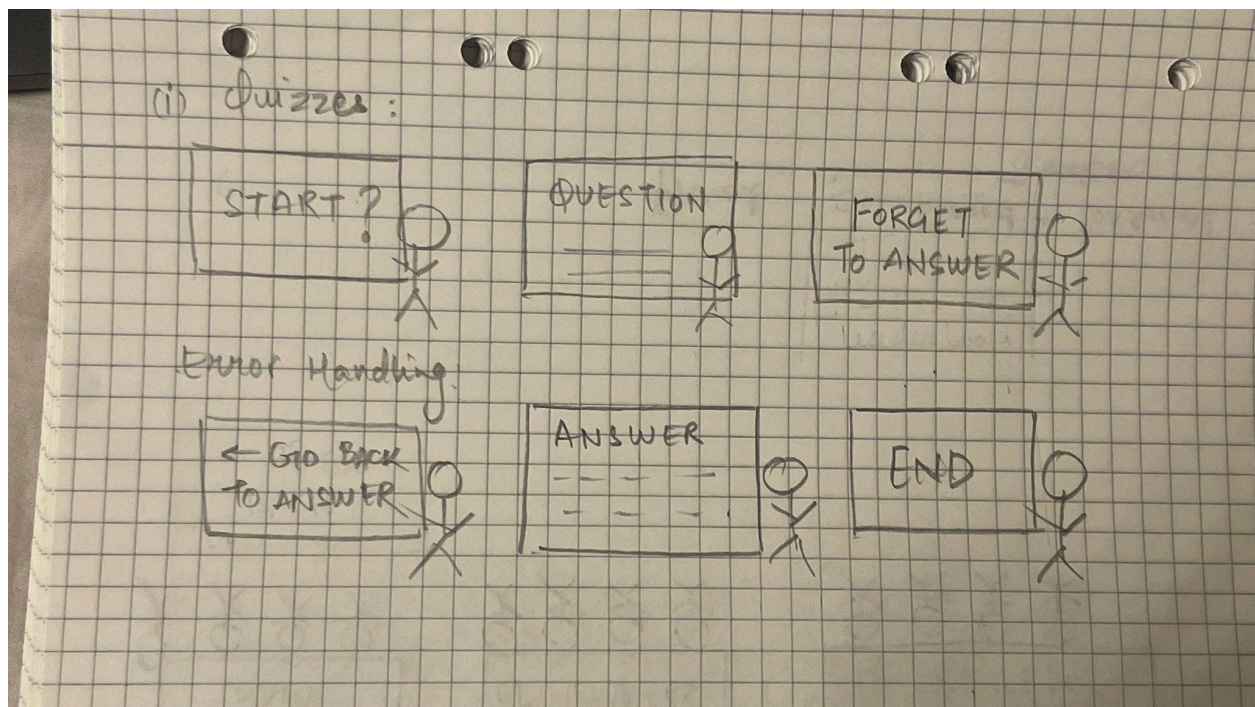 (i) Quizzes:
START?
QUESTION
FORGET
TO ANSWER
Error Handling
← GO BACK
TO ANSWER
ANSWER
END